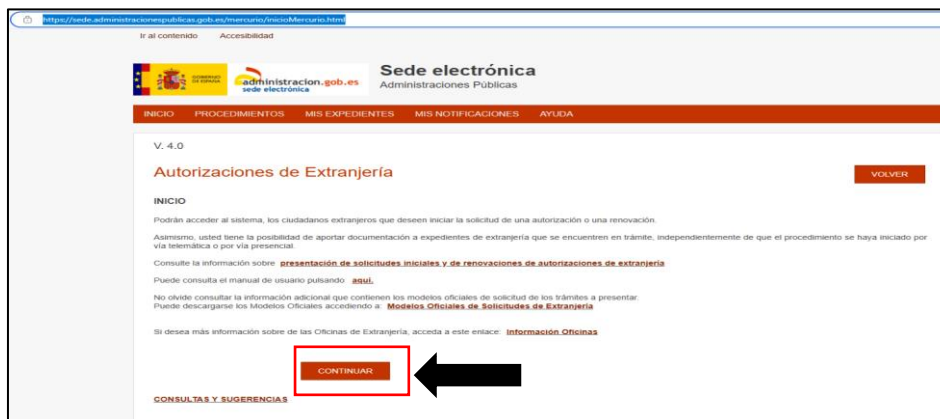 https://sede.administracionespublicas.gob.es/mercurio/inicioMercurio.html
Ir al contenido Accesibilidad
GOBIERNO
DE ESPAÑA
administracion.gob.es
sede electrónica
Sede electrónica
Administraciones Públicas
INICIO PROCEDIMIENTOS MIS EXPEDIENTES MIS NOTIFICACIONES AYUDA
V. 4.0
Autorizaciones de Extranjería
VOLVER
INICIO
Podrán acceder al sistema, los ciudadanos extranjeros que deseen iniciar la solicitud de una autorización o una renovación.
Asimismo, usted tiene la posibilidad de aportar documentación a expedientes de extranjería que se encuentren en trámite, independientemente de que el procedimiento se haya iniciado por
vía telemática o por vía presencial.
Consulte la información sobre presentación de solicitudes iniciales y de renovaciones de autorizaciones de extranjería
Puede consulta el manual de usuario pulsando aquí.
No olvide consultar la información adicional que contienen los modelos oficiales de solicitud de los trámites a presentar.
Puede descargarse los Modelos Oficiales accediendo a: Modelos Oficiales de Solicitudes de Extranjería
Si desea más información sobre de las Oficinas de Extranjería, acceda a este enlace: Información Oficinas
CONTINUAR
CONSULTAS Y SUGERENCIAS